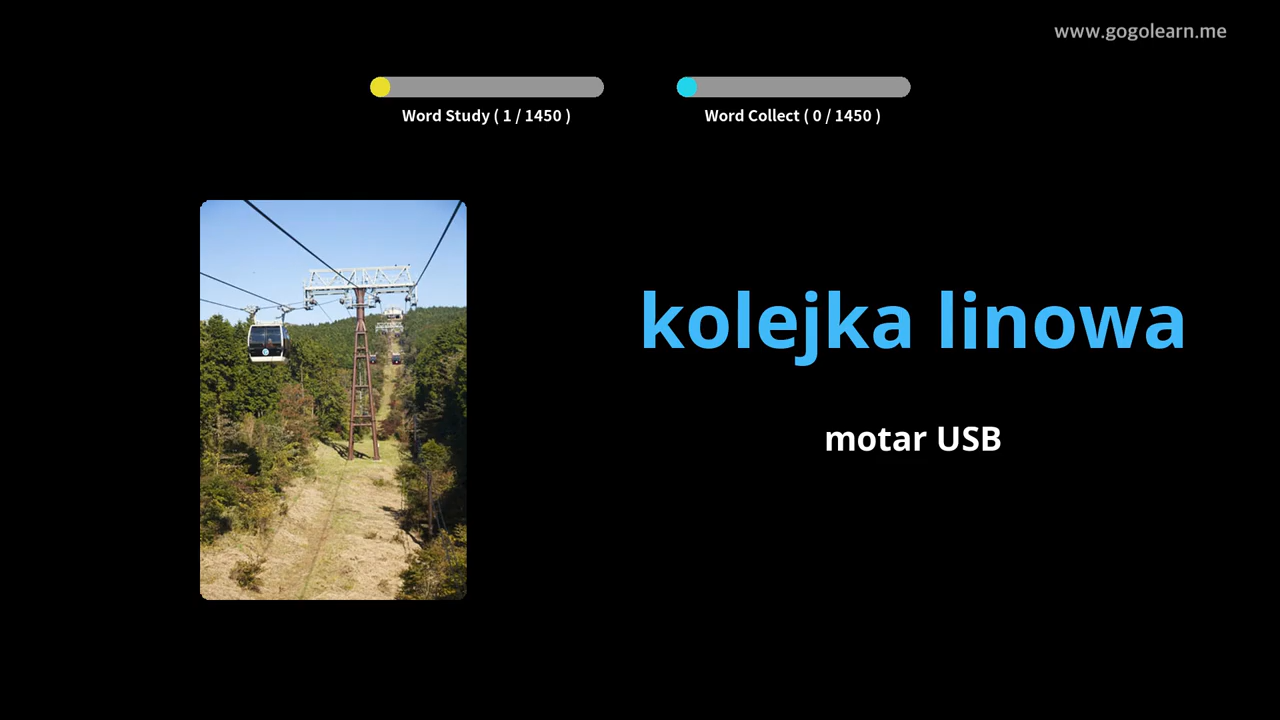 www.gogolearn.me
Word Study ( 1 / 1450 )
Word Collect ( 0 / 1450 )
kolejka linowa
motar USB